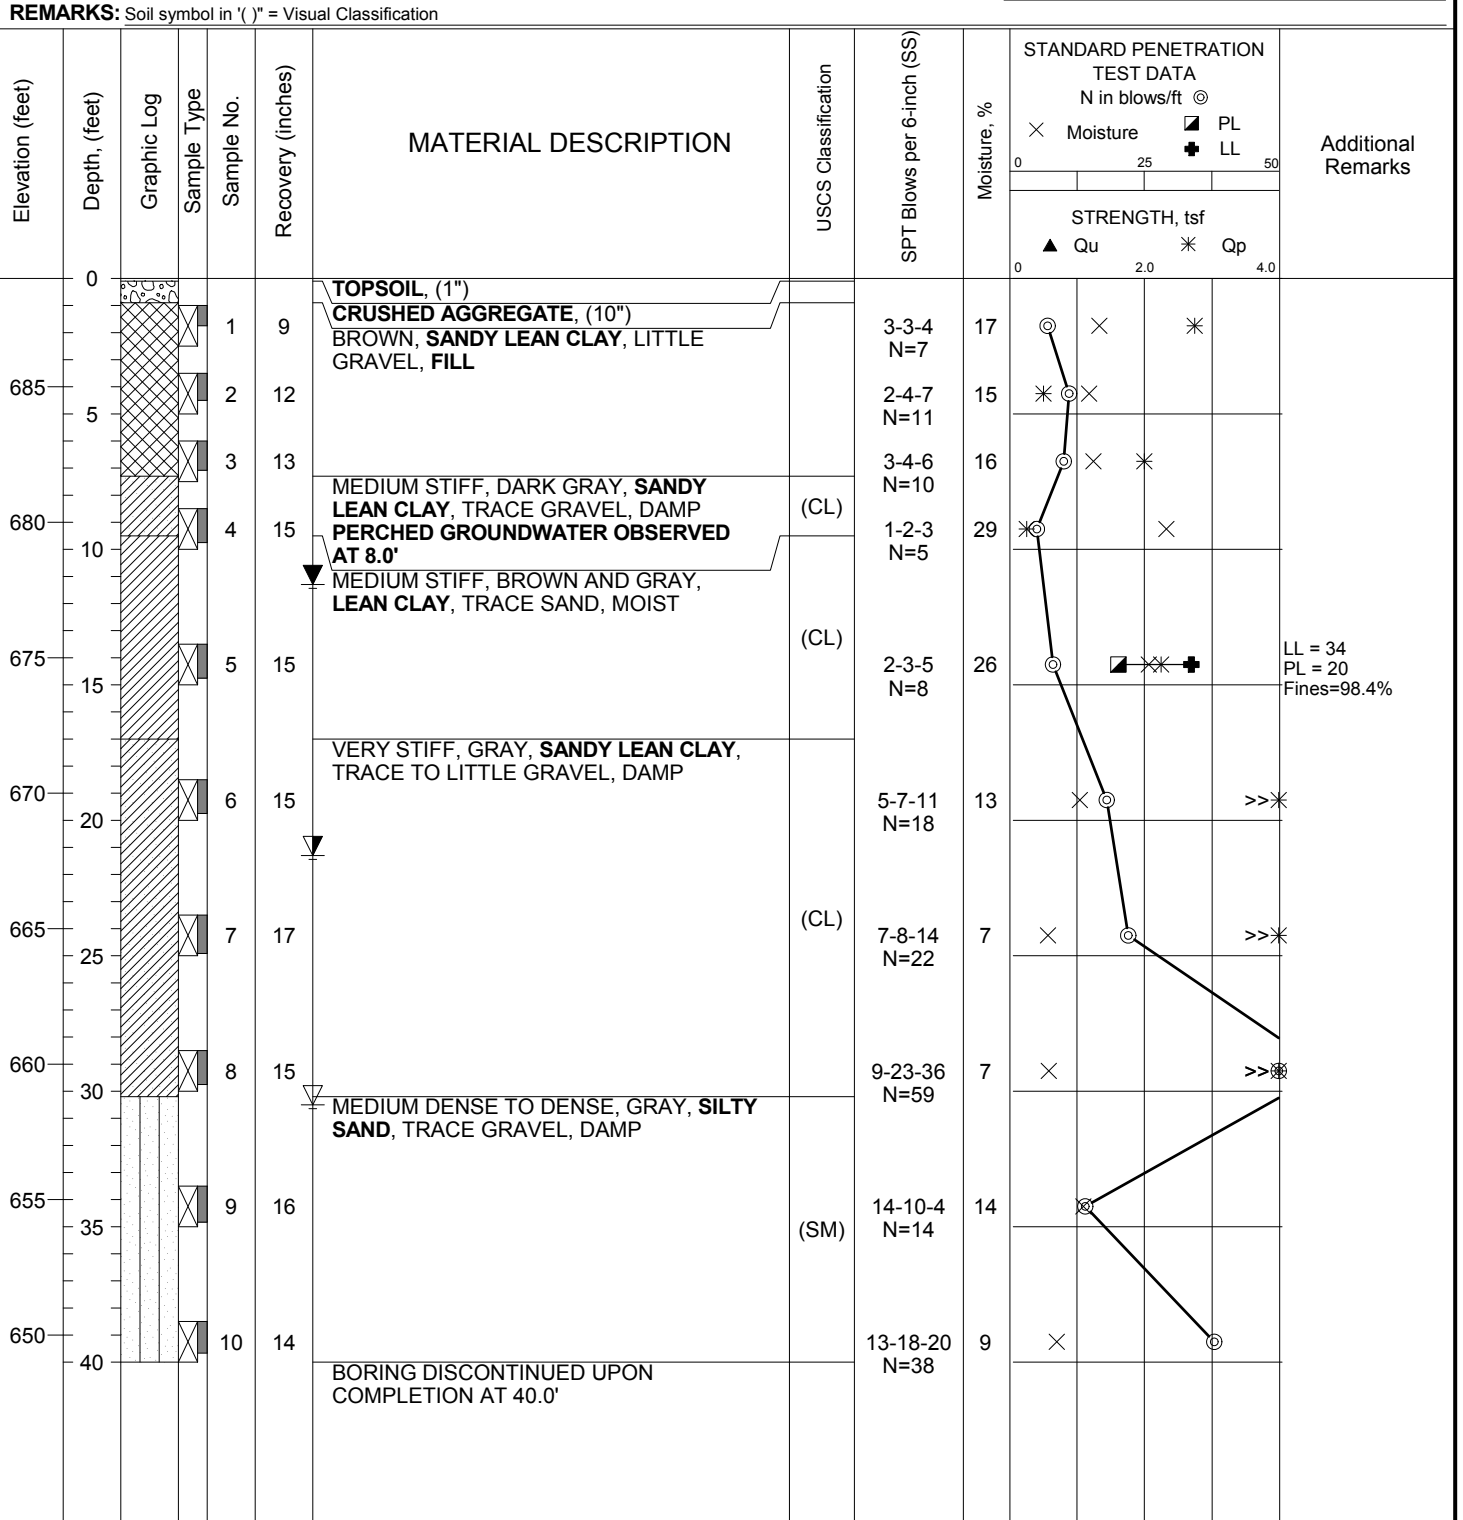 REMARKS: Soil symbol in '( )" = Visual Classification
Elevation (feet)
Depth, (feet)
Graphic Log
Sample Type
Sample No.
Recovery (inches)
MATERIAL DESCRIPTION
USCS Classification
SPT Blows per 6-inch (SS)
Moisture, %
STANDARD PENETRATION
TEST DATA
N in blows/ft
Moisture
PL
LL
0 25 50
STRENGTH, tsf
Qu Qp
0 2.0 4.0
Additional
Remarks
0
TOPSOIL, (1")
CRUSHED AGGREGATE, (10")
1 9 3-3-4 17
BROWN, SANDY LEAN CLAY, LITTLE
N=7
GRAVEL, FILL
685
2 12 2-4-7 15
5 N=11
3 13 3-4-6 16
N=10
MEDIUM STIFF, DARK GRAY, SANDY
LEAN CLAY, TRACE GRAVEL, DAMP
(CL)
680
4 15 1-2-3 29
PERCHED GROUNDWATER OBSERVED
AT 8.0'
10 N=5
MEDIUM STIFF, BROWN AND GRAY,
LEAN CLAY, TRACE SAND, MOIST
(CL)
675
5 15 2-3-5 26
15 N=8
LL = 34
PL = 20
Fines=98.4%
VERY STIFF, GRAY, SANDY LEAN CLAY,
TRACE TO LITTLE GRAVEL, DAMP
670
6 15 5-7-11 13 >>
20 N=18
(CL)
665
7 17 7-8-14 7 >>
25 N=22
660
8 15 9-23-36 7 >>
30 N=59
MEDIUM DENSE TO DENSE, GRAY, SILTY
SAND, TRACE GRAVEL, DAMP
655
9 16 14-10-4 14
35 (SM) N=14
650
10 14 13-18-20 9
40 N=38
BORING DISCONTINUED UPON
COMPLETION AT 40.0'